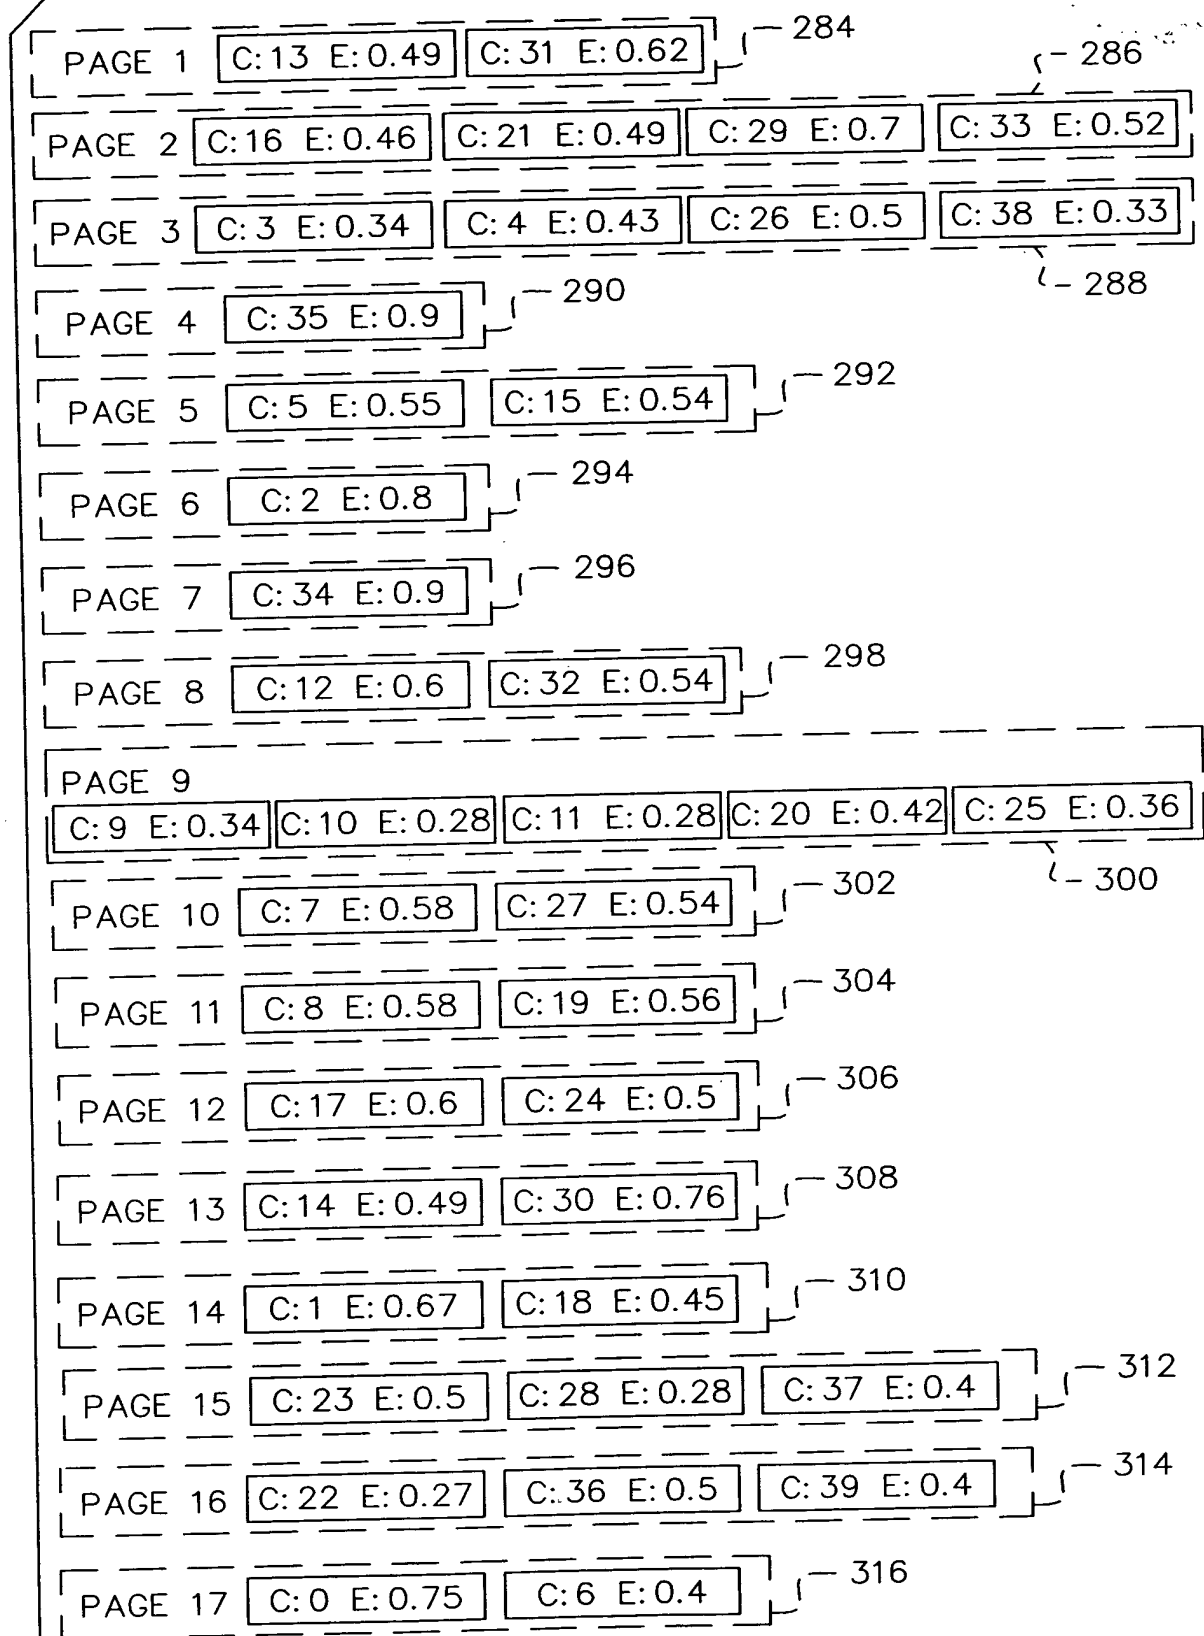 PAGE 1 C: 13 E: 0.49 C: 31 E: 0.62 284
286
PAGE 2 C: 16 E: 0.46 C: 21 E: 0.49 C: 29 E: 0.7 C: 33 E: 0.52
PAGE 3 C: 3 E: 0.34 C: 4 E: 0.43 C: 26 E: 0.5 C: 38 E: 0.33
288
PAGE 4 C: 35 E: 0.9 290
PAGE 5 C: 5 E: 0.55 C: 15 E: 0.54 292
PAGE 6 C: 2 E: 0.8 294
PAGE 7 C: 34 E: 0.9 296
PAGE 8 C: 12 E: 0.6 C: 32 E: 0.54 298
PAGE 9
C: 9 E: 0.34 C: 10 E: 0.28 C: 11 E: 0.28 C: 20 E: 0.42 C: 25 E: 0.36
300
PAGE 10 C: 7 E: 0.58 C: 27 E: 0.54 302
PAGE 11 C: 8 E: 0.58 C: 19 E: 0.56 304
PAGE 12 C: 17 E: 0.6 C: 24 E: 0.5 306
PAGE 13 C: 14 E: 0.49 C: 30 E: 0.76 308
PAGE 14 C: 1 E: 0.67 C: 18 E: 0.45 310
PAGE 15 C: 23 E: 0.5 C: 28 E: 0.28 C: 37 E: 0.4 312
PAGE 16 C: 22 E: 0.27 C: 36 E: 0.5 C: 39 E: 0.4 314
PAGE 17 C: 0 E: 0.75 C: 6 E: 0.4 316